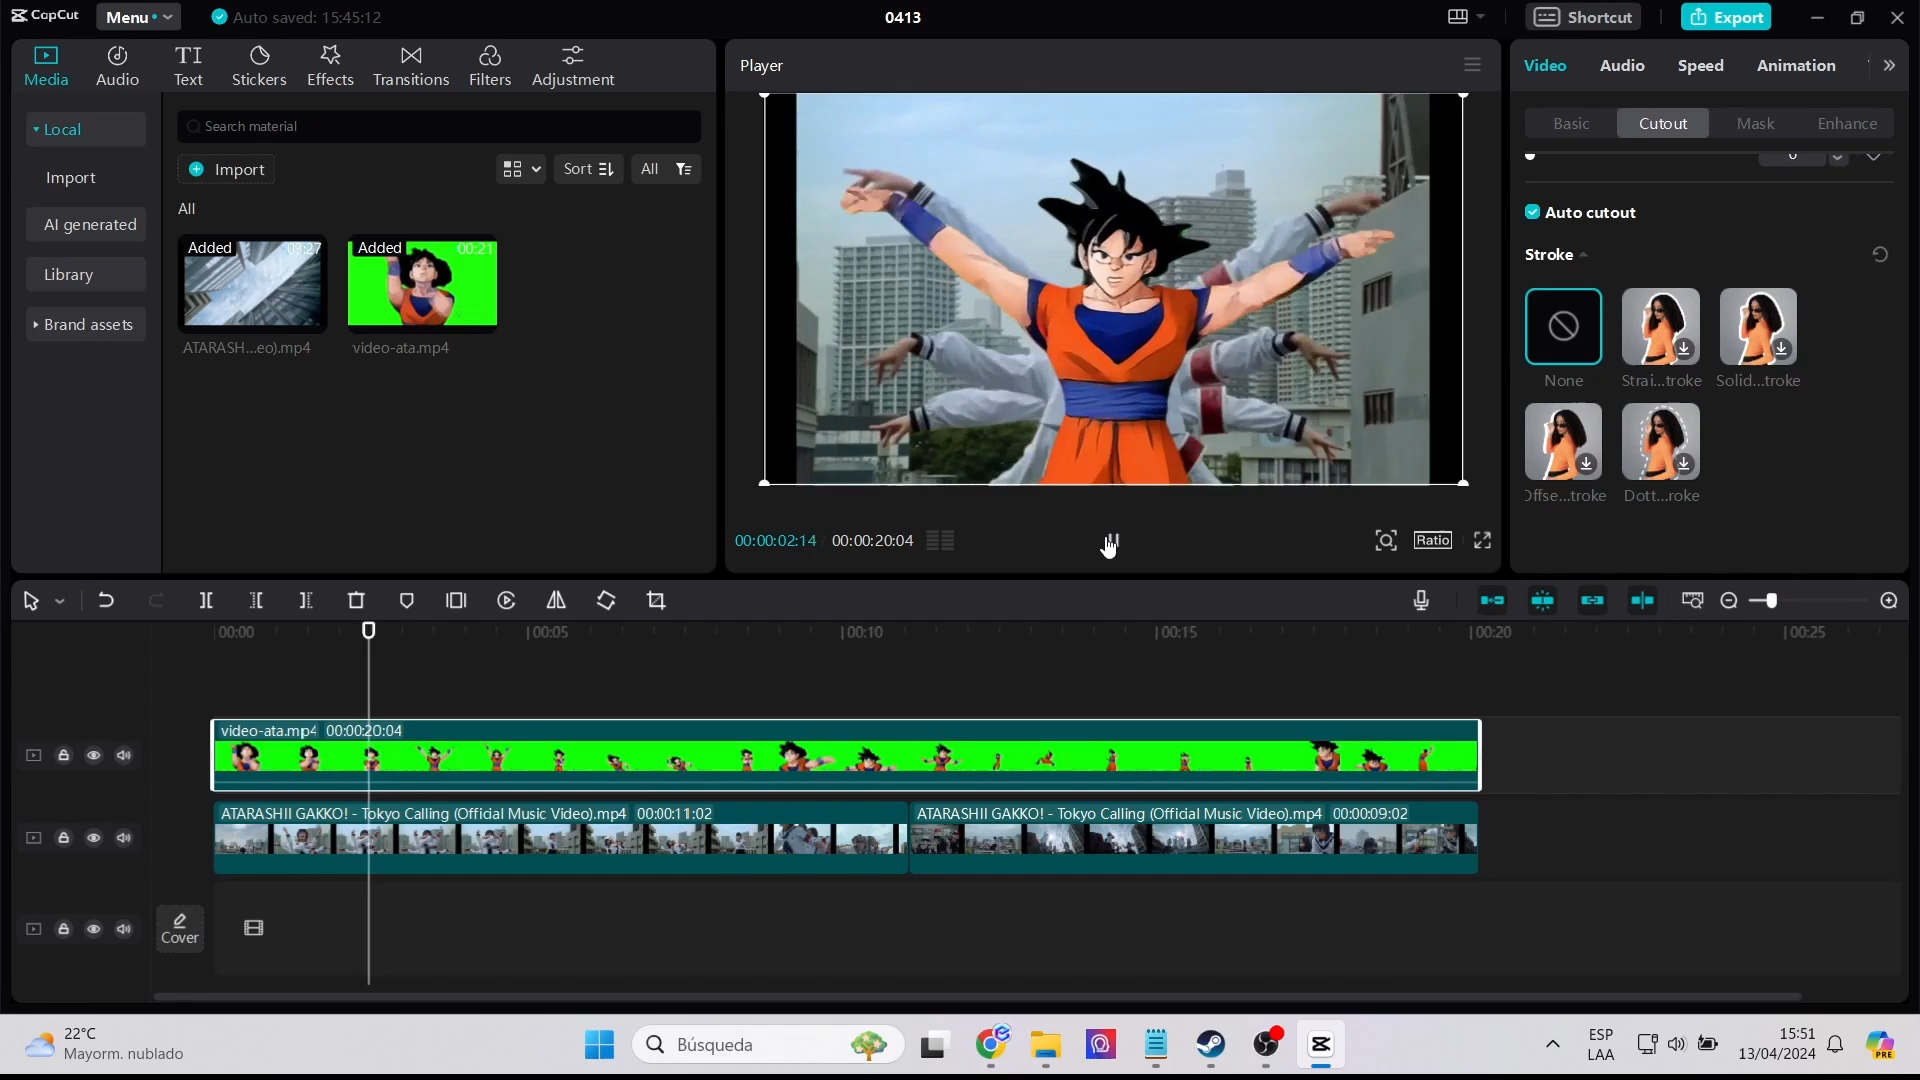 CapCut
Menu
Auto saved: 15:45:12
0413
Shortcut
Export
Media
Audio
Text
Stickers
Effects
Transitions
Filters
Adjustment
Local
Import
AI generated
Library
Brand assets
Search material
Import
Sort
All
All
Added
03:27
ATARASH...eo).mp4
Added
00:21
video-ata.mp4
Player
00:00:02:14
00:00:20:04
Ratio
Video
Audio
Speed
Animation
Basic
Cutout
Mask
Enhance
0
Auto cutout
Stroke
None
Strai...troke
Solid...troke
Offse...troke
Dott...roke
00:00
00:05
00:10
00:15
00:20
00:25
video-ata.mp4 00:00:20:04
ATARASHII GAKKO! - Tokyo Calling (Official Music Video).mp4 00:00:11:02
ATARASHII GAKKO! - Tokyo Calling (Official Music Video).mp4 00:00:09:02
Cover
22°C
Mayorm. nublado
Búsqueda
ESP
LAA
15:51
13/04/2024
PRE